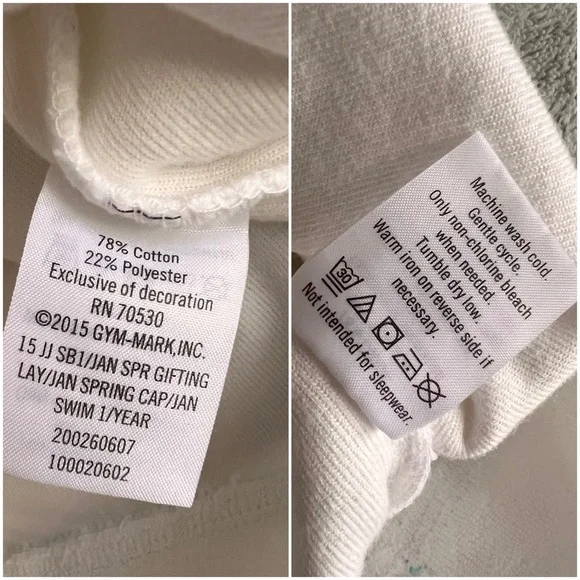 78% Cotton
22% Polyester
Exclusive of decoration
RN 70530
©2015 GYM-MARK,INC.
15 JJ SB1/JAN SPR GIFTING
LAY/JAN SPRING CAP/JAN
SWIM 1/YEAR
200260607
100020602
Machine wash cold.
Gentle cycle.
Only non-chlorine bleach
when needed.
Tumble dry low.
Warm iron on reverse side if
necessary.
30
Not intended for sleepwear.